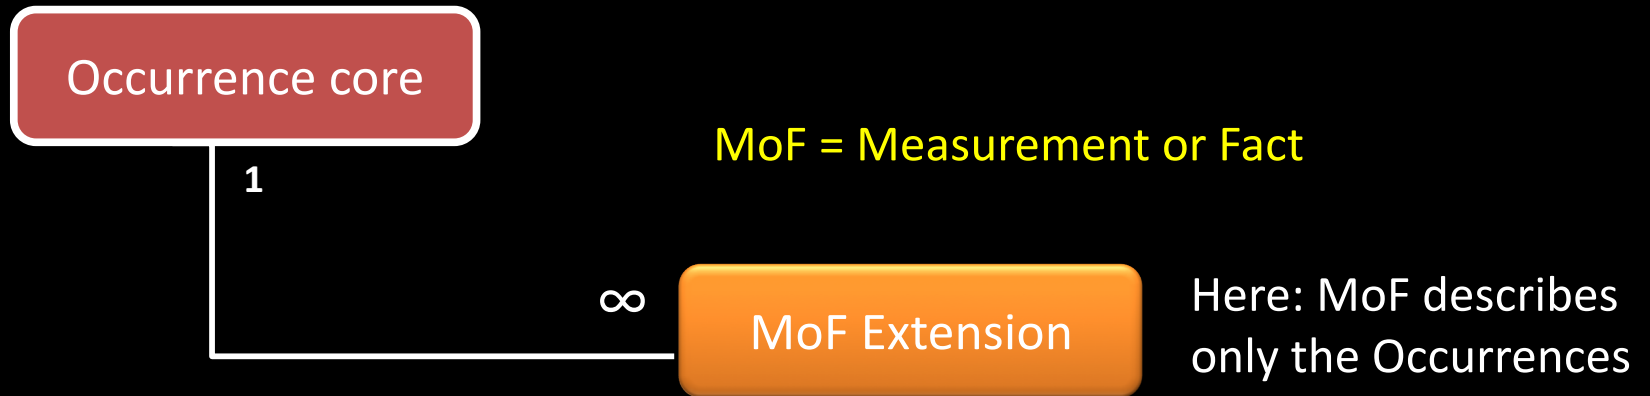 Occurrence core
MoF = Measurement or Fact
1
∞
Here: MoF describes
MoF Extension
only the Occurrences